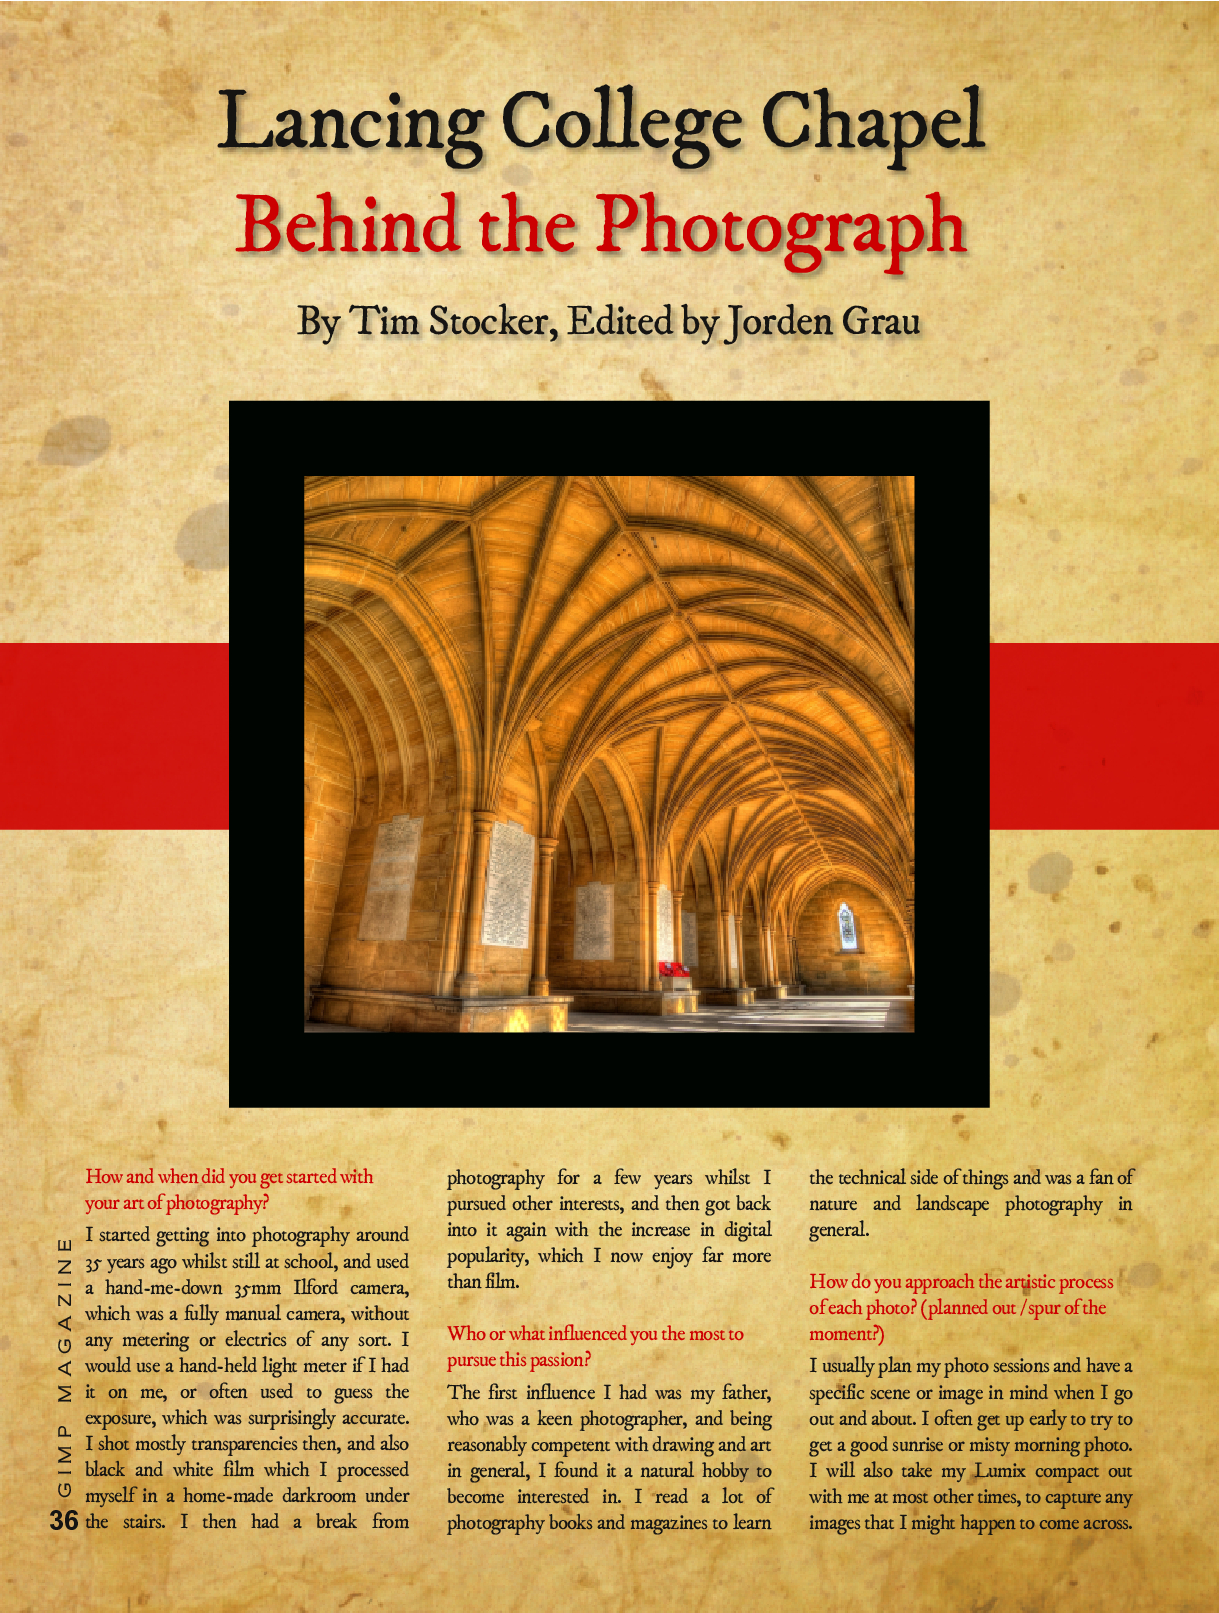 Lancing College Chapel
Behind the Photograph
By Tim Stocker, Edited by Jorden Grau
How and when did you get started with
your art of photography?
I started getting into photography around
35 years ago whilst still at school, and used
a hand-me-down 35mm Ilford camera,
which was a fully manual camera, without
any metering or electrics of any sort. I
would use a hand-held light meter if I had
it on me, or often used to guess the
exposure, which was surprisingly accurate.
I shot mostly transparencies then, and also
black and white film which I processed
myself in a home-made darkroom under
the stairs. I then had a break from
photography for a few years whilst I
pursued other interests, and then got back
into it again with the increase in digital
popularity, which I now enjoy far more
than film.
Who or what influenced you the most to
pursue this passion?
The first influence I had was my father,
who was a keen photographer, and being
reasonably competent with drawing and art
in general, I found it a natural hobby to
become interested in. I read a lot of
photography books and magazines to learn
the technical side of things and was a fan of
nature and landscape photography in
general.
How do you approach the artistic process
of each photo? (planned out / spur of the
moment?)
I usually plan my photo sessions and have a
specific scene or image in mind when I go
out and about. I often get up early to try to
get a good sunrise or misty morning photo.
I will also take my Lumix compact out
with me at most other times, to capture any
images that I might happen to come across.
GIMP MAGAZINE
36